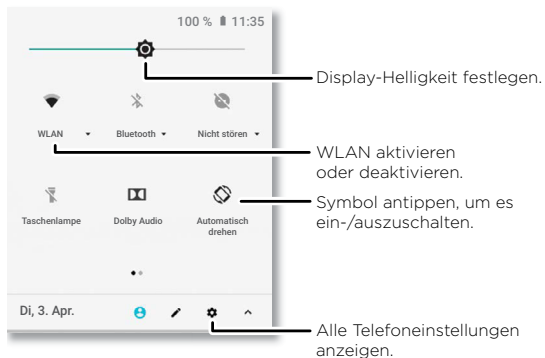 100 % 11:35
Display-Helligkeit festlegen.
WLAN
Bluetooth
Nicht stören
WLAN aktivieren
oder deaktivieren.
Symbol antippen, um es
ein-/auszuschalten.
Taschenlampe
Dolby Audio
Automatisch
drehen
Di, 3. Apr.
Alle Telefoneinstellungen
anzeigen.